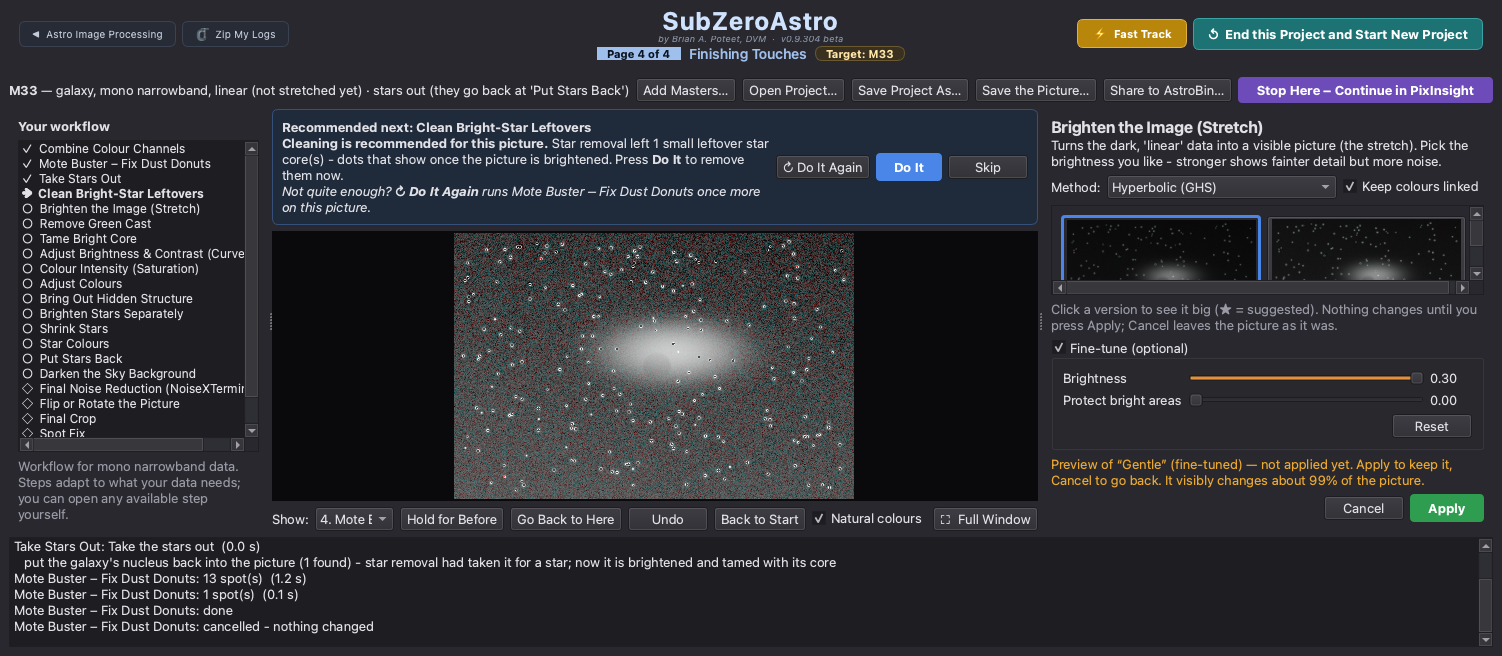 ◄ Astro Image Processing
Zip My Logs
SubZeroAstro
by Brian A. Poteet, DVM · v0.9.304 beta
Page 4 of 4
Finishing Touches
Target: M33
⚡ Fast Track
↺ End this Project and Start New Project
M33 — galaxy, mono narrowband, linear (not stretched yet) · stars out (they go back at 'Put Stars Back')
Add Masters...
Open Project...
Save Project As...
Save the Picture...
Share to AstroBin...
Stop Here – Continue in PixInsight
Your workflow
✓ Combine Colour Channels
✓ Mote Buster – Fix Dust Donuts
✓ Take Stars Out
Clean Bright-Star Leftovers
Brighten the Image (Stretch)
Remove Green Cast
Tame Bright Core
Adjust Brightness & Contrast (Curve
Colour Intensity (Saturation)
Adjust Colours
Bring Out Hidden Structure
Brighten Stars Separately
Shrink Stars
Star Colours
Put Stars Back
Darken the Sky Background
Final Noise Reduction (NoiseXTermin
Flip or Rotate the Picture
Final Crop
Spot Fix
Workflow for mono narrowband data.
Steps adapt to what your data needs;
you can open any available step
yourself.
Recommended next: Clean Bright-Star Leftovers
Cleaning is recommended for this picture. Star removal left 1 small leftover star
core(s) - dots that show once the picture is brightened. Press Do It to remove
them now.
Not quite enough? ↻ Do It Again runs Mote Buster – Fix Dust Donuts once more
on this picture.
↻ Do It Again
Do It
Skip
Show:
4. Mote E
Hold for Before
Go Back to Here
Undo
Back to Start
✓ Natural colours
Full Window
Brighten the Image (Stretch)
Turns the dark, 'linear' data into a visible picture (the stretch). Pick the
brightness you like - stronger shows fainter detail but more noise.
Method:
Hyperbolic (GHS)
✓ Keep colours linked
Click a version to see it big (★ = suggested). Nothing changes until you
press Apply; Cancel leaves the picture as it was.
✓ Fine-tune (optional)
Brightness
0.30
Protect bright areas
0.00
Reset
Preview of “Gentle” (fine-tuned) — not applied yet. Apply to keep it,
Cancel to go back. It visibly changes about 99% of the picture.
Cancel
Apply
Take Stars Out: Take the stars out (0.0 s)
put the galaxy's nucleus back into the picture (1 found) - star removal had taken it for a star; now it is brightened and tamed with its core
Mote Buster – Fix Dust Donuts: 13 spot(s) (1.2 s)
Mote Buster – Fix Dust Donuts: 1 spot(s) (0.1 s)
Mote Buster – Fix Dust Donuts: done
Mote Buster – Fix Dust Donuts: cancelled - nothing changed